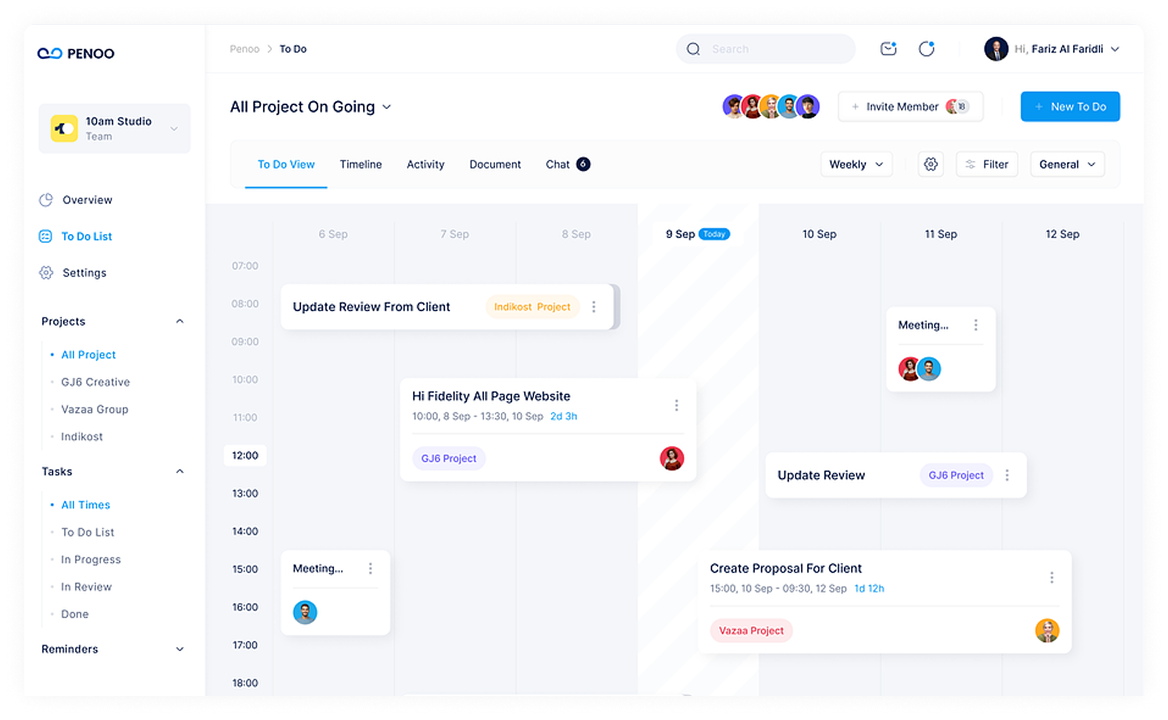 PENOO
Penoo > To Do
Search
Hi, Fariz Al Faridli
10am Studio
Team
All Project On Going
+ Invite Member
18
+ New To Do
To Do View Timeline Activity Document Chat 6
Weekly
Filter
General
Overview
To Do List
Settings
Projects
All Project
GJ6 Creative
Vazaa Group
Indikost
Tasks
All Times
To Do List
In Progress
In Review
Done
Reminders
6 Sep 7 Sep 8 Sep 9 Sep Today 10 Sep 11 Sep 12 Sep
07:00
08:00
09:00
10:00
11:00
12:00
13:00
14:00
15:00
16:00
17:00
18:00
Update Review From Client Indikost Project
Meeting...
Hi Fidelity All Page Website
10:00, 8 Sep - 13:30, 10 Sep 2d 3h
GJ6 Project
Update Review GJ6 Project
Meeting...
Create Proposal For Client
15:00, 10 Sep - 09:30, 12 Sep 1d 12h
Vazaa Project